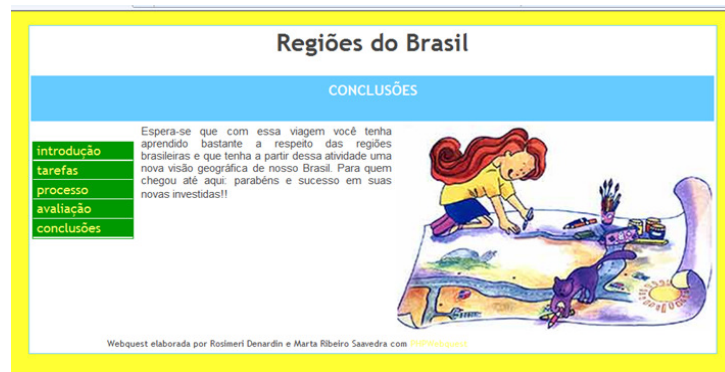 Regiões do Brasil
CONCLUSÕES
introdução
tarefas
processo
avaliação
conclusões
Espera-se que com essa viagem você tenha
aprendido bastante a respeito das regiões
brasileiras e que tenha a partir dessa atividade uma
nova visão geográfica de nosso Brasil. Para quem
chegou até aqui: parabéns e sucesso em suas
novas investidas!!
Webquest elaborada por Rosimeri Denardin e Marta Ribeiro Saavedra com PHPWebquest